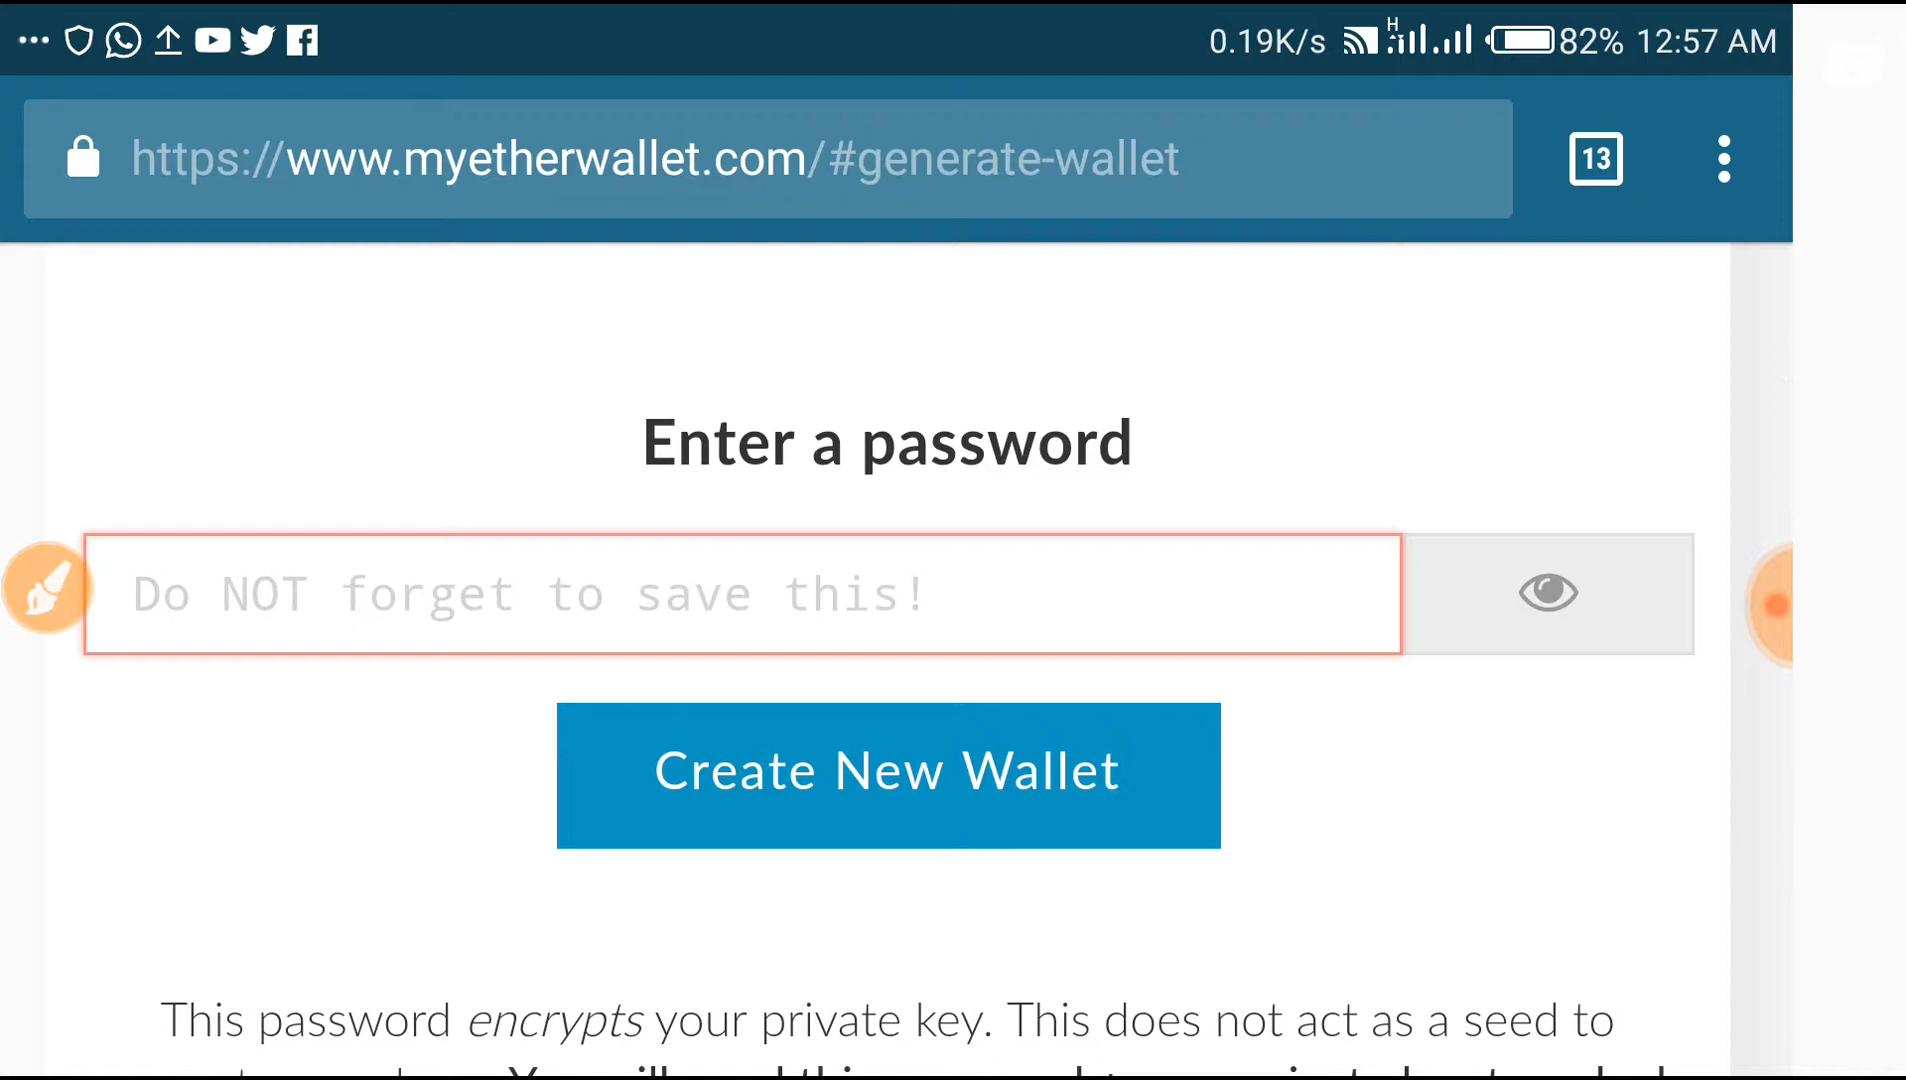 0.19K/s H 82% 12:57 AM
https://www.myetherwallet.com/#generate-wallet 13
Enter a password
Do NOT forget to save this!
Create New Wallet
This password encrypts your private key. This does not act as a seed to